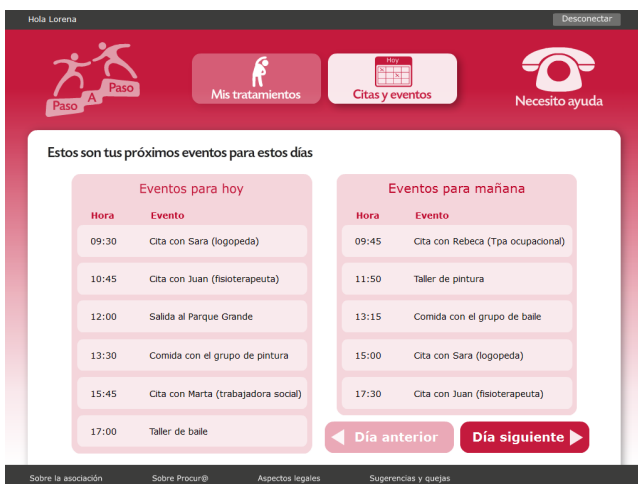 Hola Lorena
Desconectar
Paso A Paso
Mis tratamientos
Hoy
Citas y eventos
Necesito ayuda
Estos son tus próximos eventos para estos días
Eventos para hoy
Hora Evento
09:30 Cita con Sara (logopeda)
10:45 Cita con Juan (fisioterapeuta)
12:00 Salida al Parque Grande
13:30 Comida con el grupo de pintura
15:45 Cita con Marta (trabajadora social)
17:00 Taller de baile
Eventos para mañana
Hora Evento
09:45 Cita con Rebeca (Tpa ocupacional)
11:50 Taller de pintura
13:15 Comida con el grupo de baile
15:00 Cita con Sara (logopeda)
17:30 Cita con Juan (fisioterapeuta)
Día anterior
Día siguiente
Sobre la asociación Sobre Procur@ Aspectos legales Sugerencias y quejas